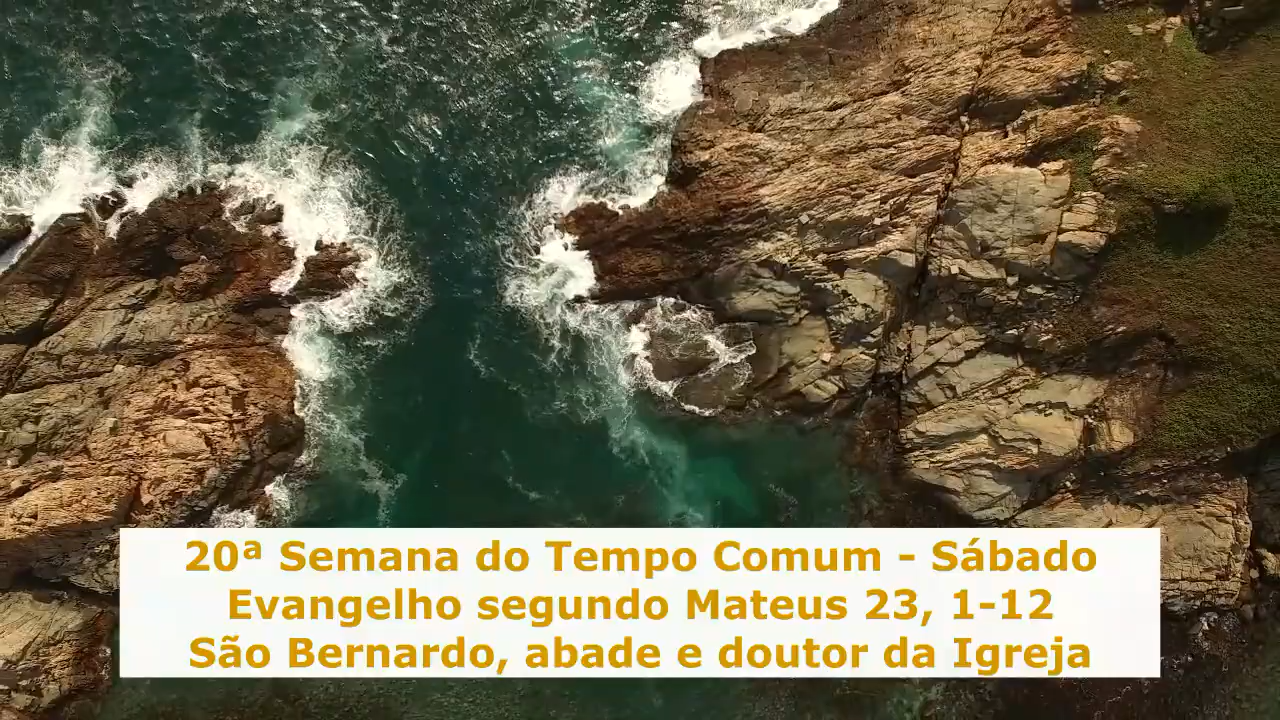 20ª Semana do Tempo Comum - Sábado
Evangelho segundo Mateus 23, 1-12
São Bernardo, abade e doutor da Igreja